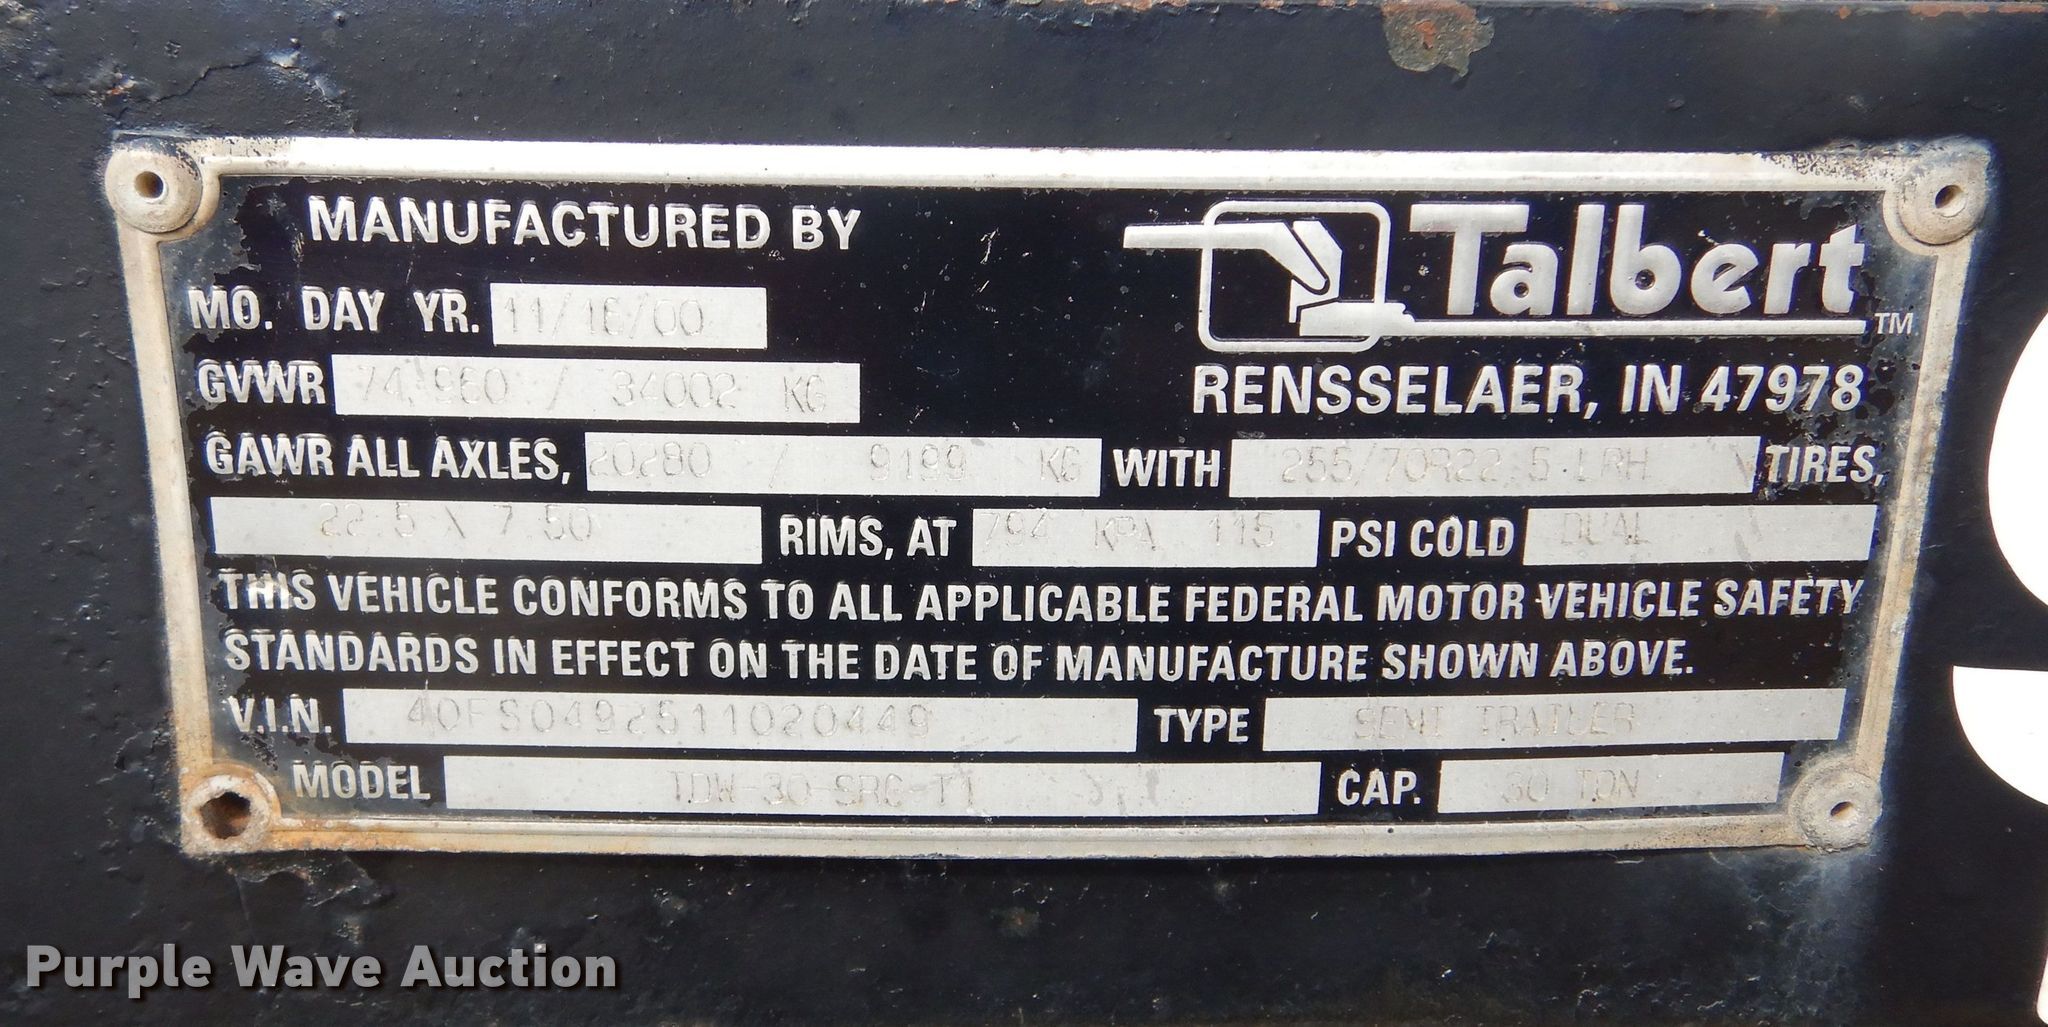 MANUFACTURED BY
Talbert TM
MO. DAY YR. 11/16/00
RENSSELAER, IN 47978
GVWR 74,960 / 34002 KG
GAWR ALL AXLES, 20280 / 9199 KG WITH 255/70R22.5 LRH TIRES,
22.5 X 7.50 RIMS, AT 794 KPA 115 PSI COLD DUAL
THIS VEHICLE CONFORMS TO ALL APPLICABLE FEDERAL MOTOR VEHICLE SAFETY
STANDARDS IN EFFECT ON THE DATE OF MANUFACTURE SHOWN ABOVE.
V.I.N. 40FS0492511020449 TYPE SEMI TRAILER
MODEL TDW-30-SRG-T1 CAP. 30 TON
Purple Wave Auction